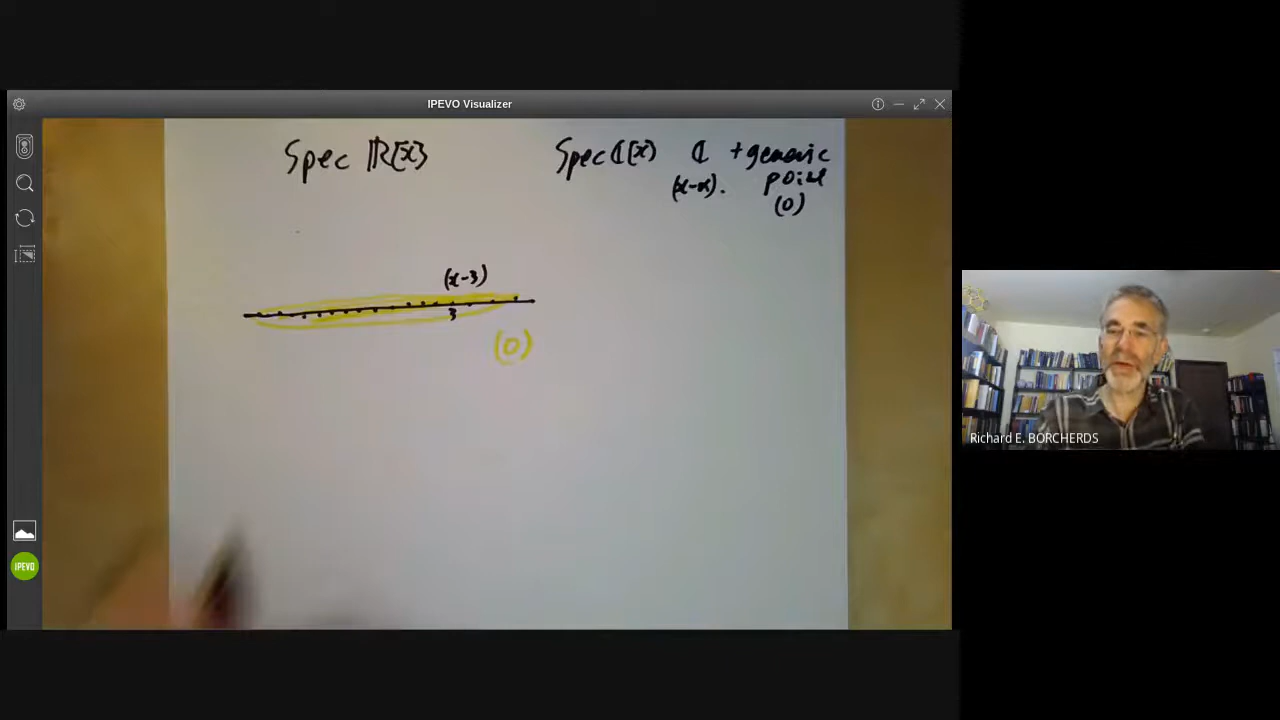 IPEVO Visualizer
Spec ℝ[x]
Spec ℂ[x] ℂ + generic
(x-α). point
(0)
(x-3)
3
(0)
Richard E. BORCHERDS
IPEVO